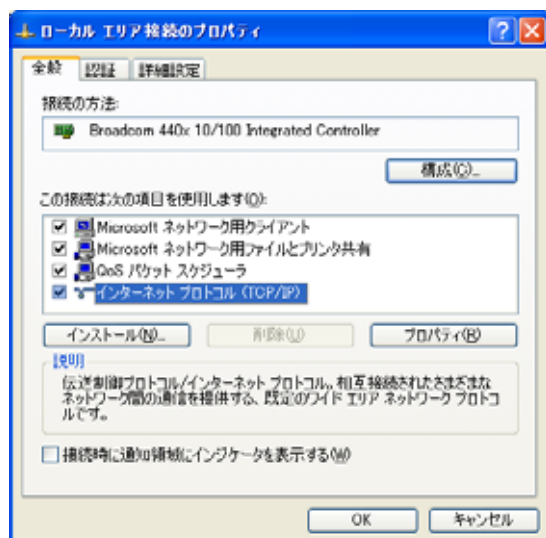 ローカル エリア接続のプロパティ
全般 認証 詳細設定
接続の方法:
Broadcom 440x 10/100 Integrated Controller
構成(C)...
この接続は次の項目を使用します(O):
Microsoft ネットワーク用クライアント
Microsoft ネットワーク用ファイルとプリンタ共有
QoS パケット スケジューラ
インターネット プロトコル (TCP/IP)
インストール(N)... 削除(U) プロパティ(R)
説明
伝送制御プロトコル/インターネット プロトコル。相互接続されたさまざまな
ネットワーク間の通信を提供する、既定のワイド エリア ネットワーク プロトコ
ルです。
接続時に通知領域にインジケータを表示する(W)
OK キャンセル